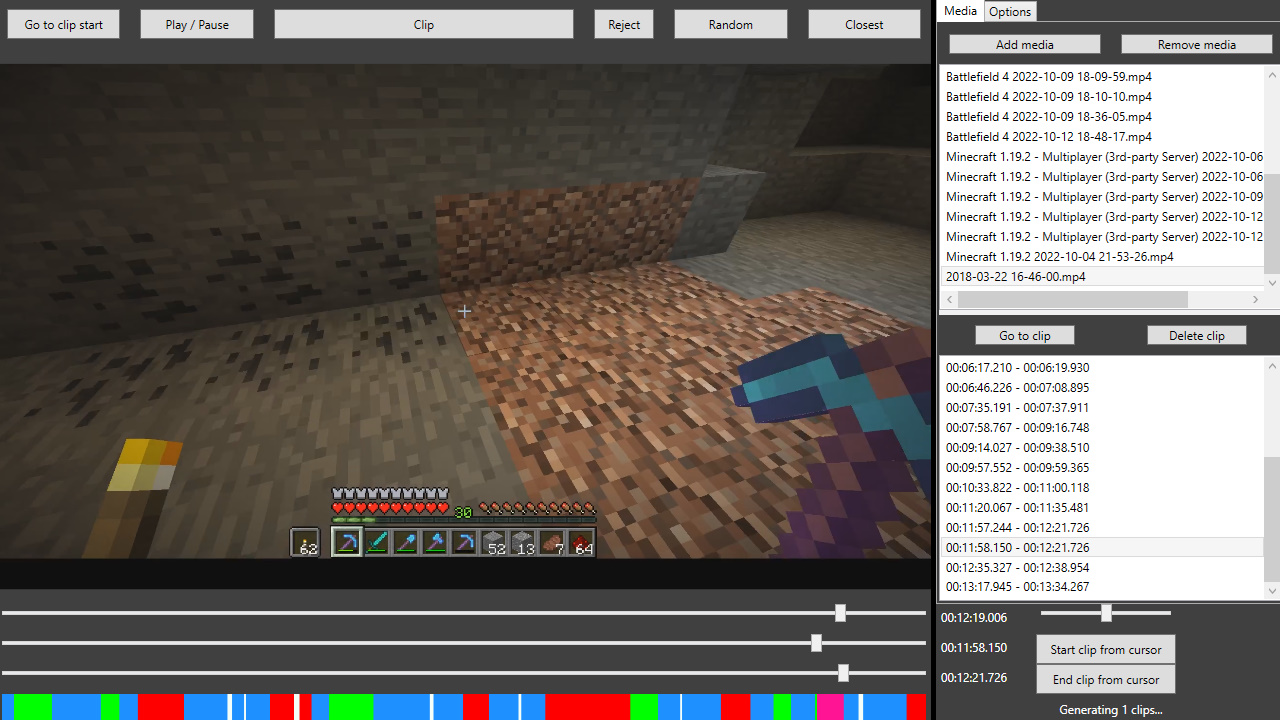 Go to clip start
Play / Pause
Clip
Reject
Random
Closest
Media
Options
Add media
Remove media
Battlefield 4 2022-10-09 18-09-59.mp4
Battlefield 4 2022-10-09 18-10-10.mp4
Battlefield 4 2022-10-09 18-36-05.mp4
Battlefield 4 2022-10-12 18-48-17.mp4
Minecraft 1.19.2 - Multiplayer (3rd-party Server) 2022-10-06
Minecraft 1.19.2 - Multiplayer (3rd-party Server) 2022-10-06
Minecraft 1.19.2 - Multiplayer (3rd-party Server) 2022-10-09
Minecraft 1.19.2 - Multiplayer (3rd-party Server) 2022-10-12
Minecraft 1.19.2 - Multiplayer (3rd-party Server) 2022-10-12
Minecraft 1.19.2 2022-10-04 21-53-26.mp4
2018-03-22 16-46-00.mp4
Go to clip
Delete clip
00:06:17.210 - 00:06:19.930
00:06:46.226 - 00:07:08.895
00:07:35.191 - 00:07:37.911
00:07:58.767 - 00:09:16.748
00:09:14.027 - 00:09:38.510
00:09:57.552 - 00:09:59.365
00:10:33.822 - 00:11:00.118
00:11:20.067 - 00:11:35.481
00:11:57.244 - 00:12:21.726
00:11:58.150 - 00:12:21.726
00:12:35.327 - 00:12:38.954
00:13:17.945 - 00:13:34.267
30
63
52
13
7
64
00:12:19.006
00:11:58.150
Start clip from cursor
00:12:21.726
End clip from cursor
Generating 1 clips...